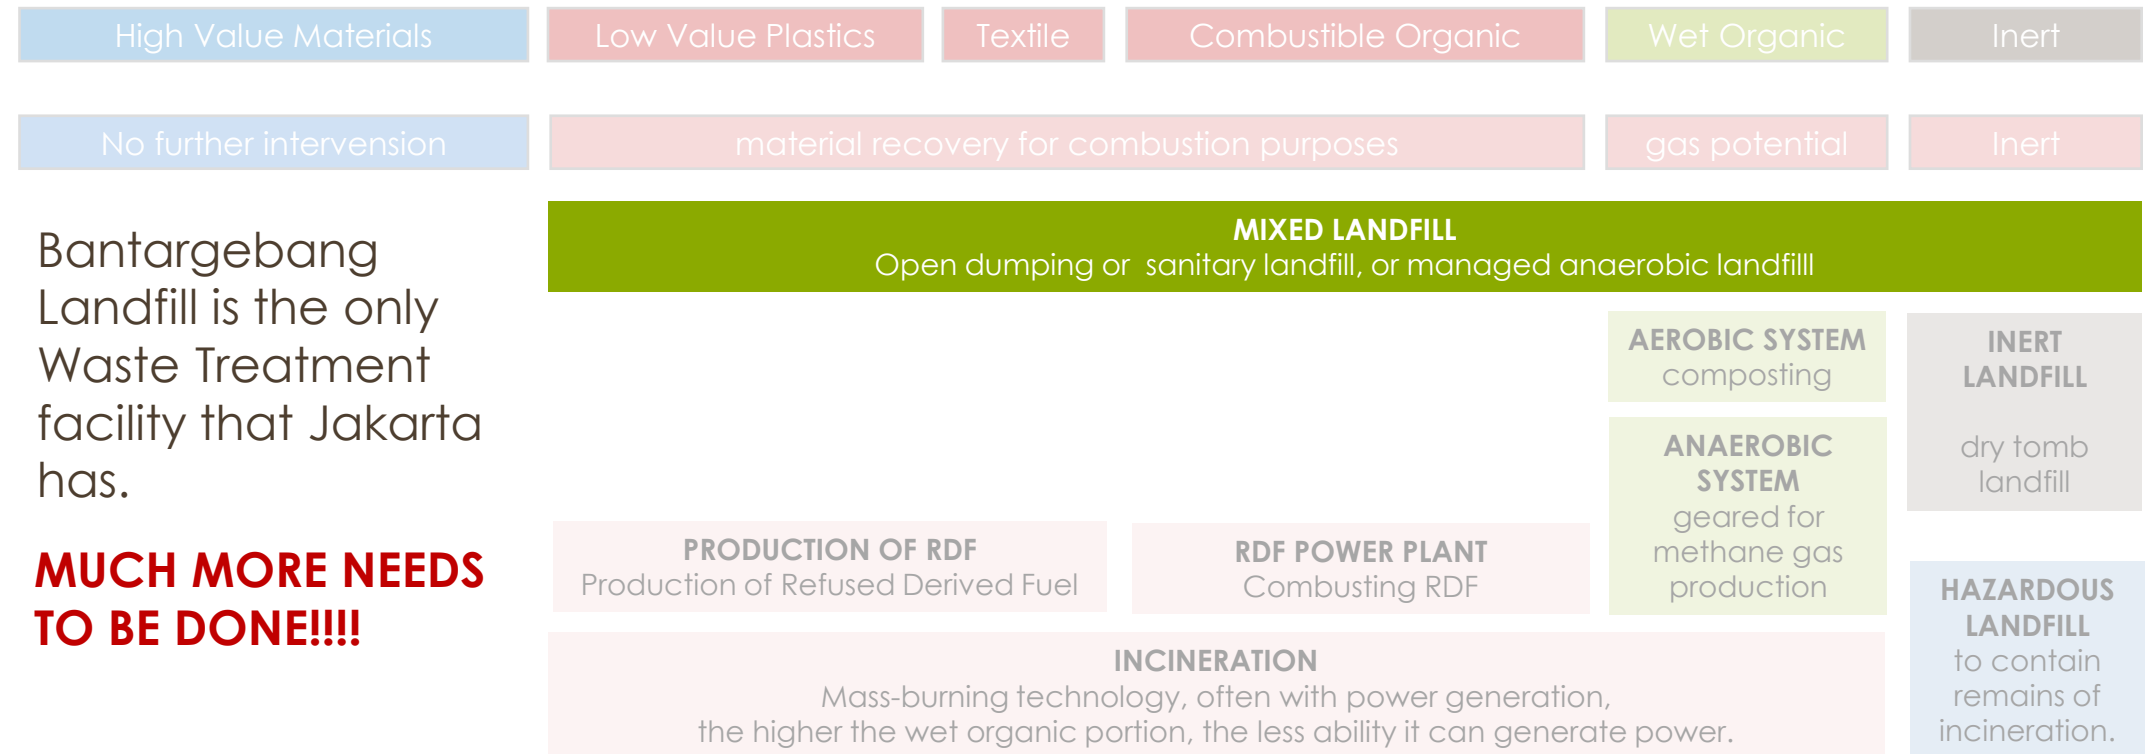 High Value Materials
Low Value Plastics
Textile
Combustible Organic
Wet Organic
Inert
No further intervension
material recovery for combustion purposes
gas potential
Inert
Bantargebang
Landfill is the only
Waste Treatment
facility that Jakarta
has.
MUCH MORE NEEDS
TO BE DONE!!!!
MIXED LANDFILL
Open dumping or sanitary landfill, or managed anaerobic landfilll
AEROBIC SYSTEM
composting
INERT
LANDFILL
dry tomb
landfill
ANAEROBIC
SYSTEM
geared for
methane gas
production
PRODUCTION OF RDF
Production of Refused Derived Fuel
RDF POWER PLANT
Combusting RDF
HAZARDOUS
LANDFILL
to contain
remains of
incineration.
INCINERATION
Mass-burning technology, often with power generation,
the higher the wet organic portion, the less ability it can generate power.